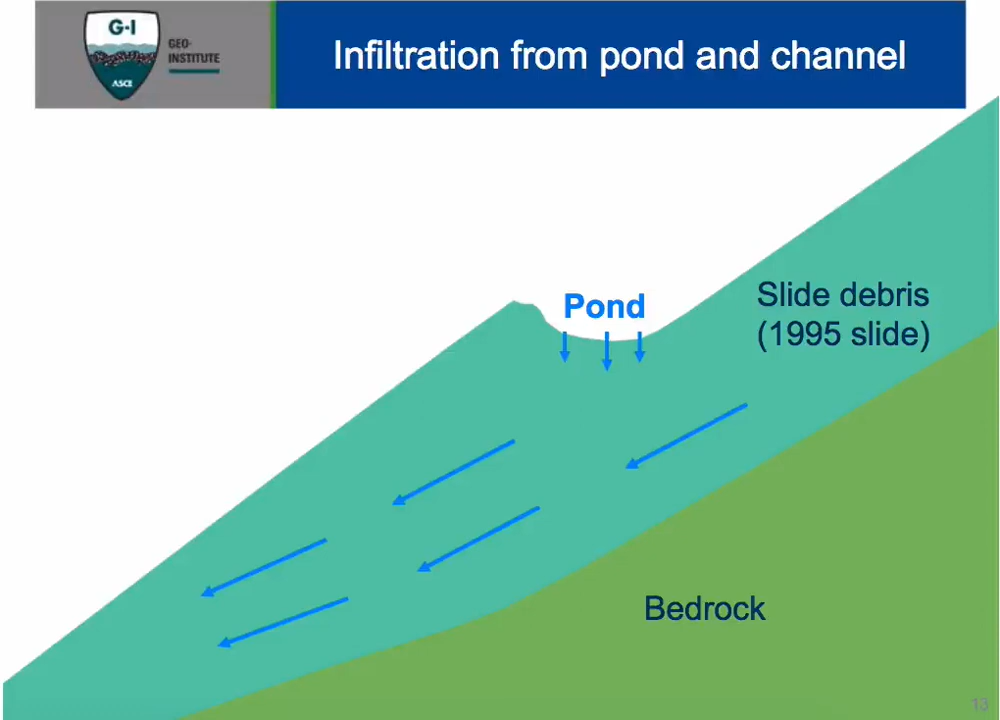 G-I
GEO-
INSTITUTE
ASCE
Infiltration from pond and channel
Pond
Slide debris
(1995 slide)
Bedrock
13